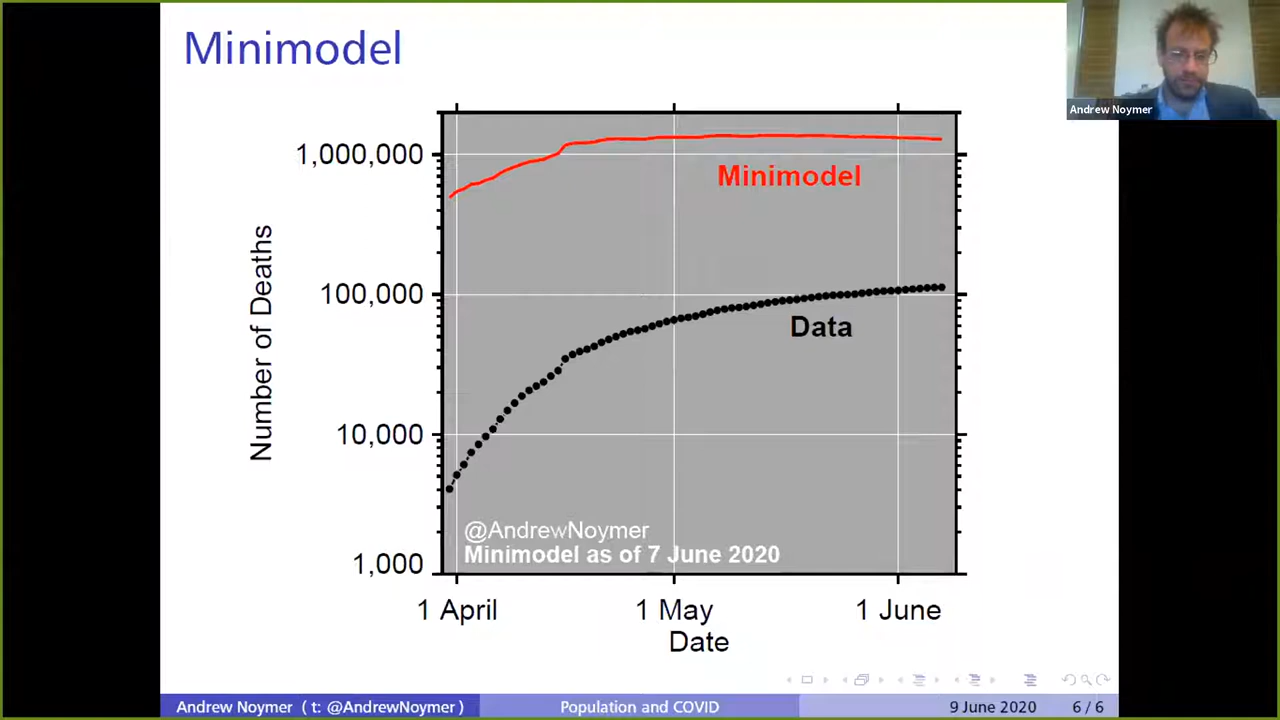 Minimodel
Andrew Noymer
1,000,000
100,000
10,000
1,000
Number of Deaths
Minimodel
Data
@AndrewNoymer
Minimodel as of 7 June 2020
1 April
1 May
1 June
Date
Andrew Noymer ( t: @AndrewNoymer )
Population and COVID
9 June 2020
6 / 6